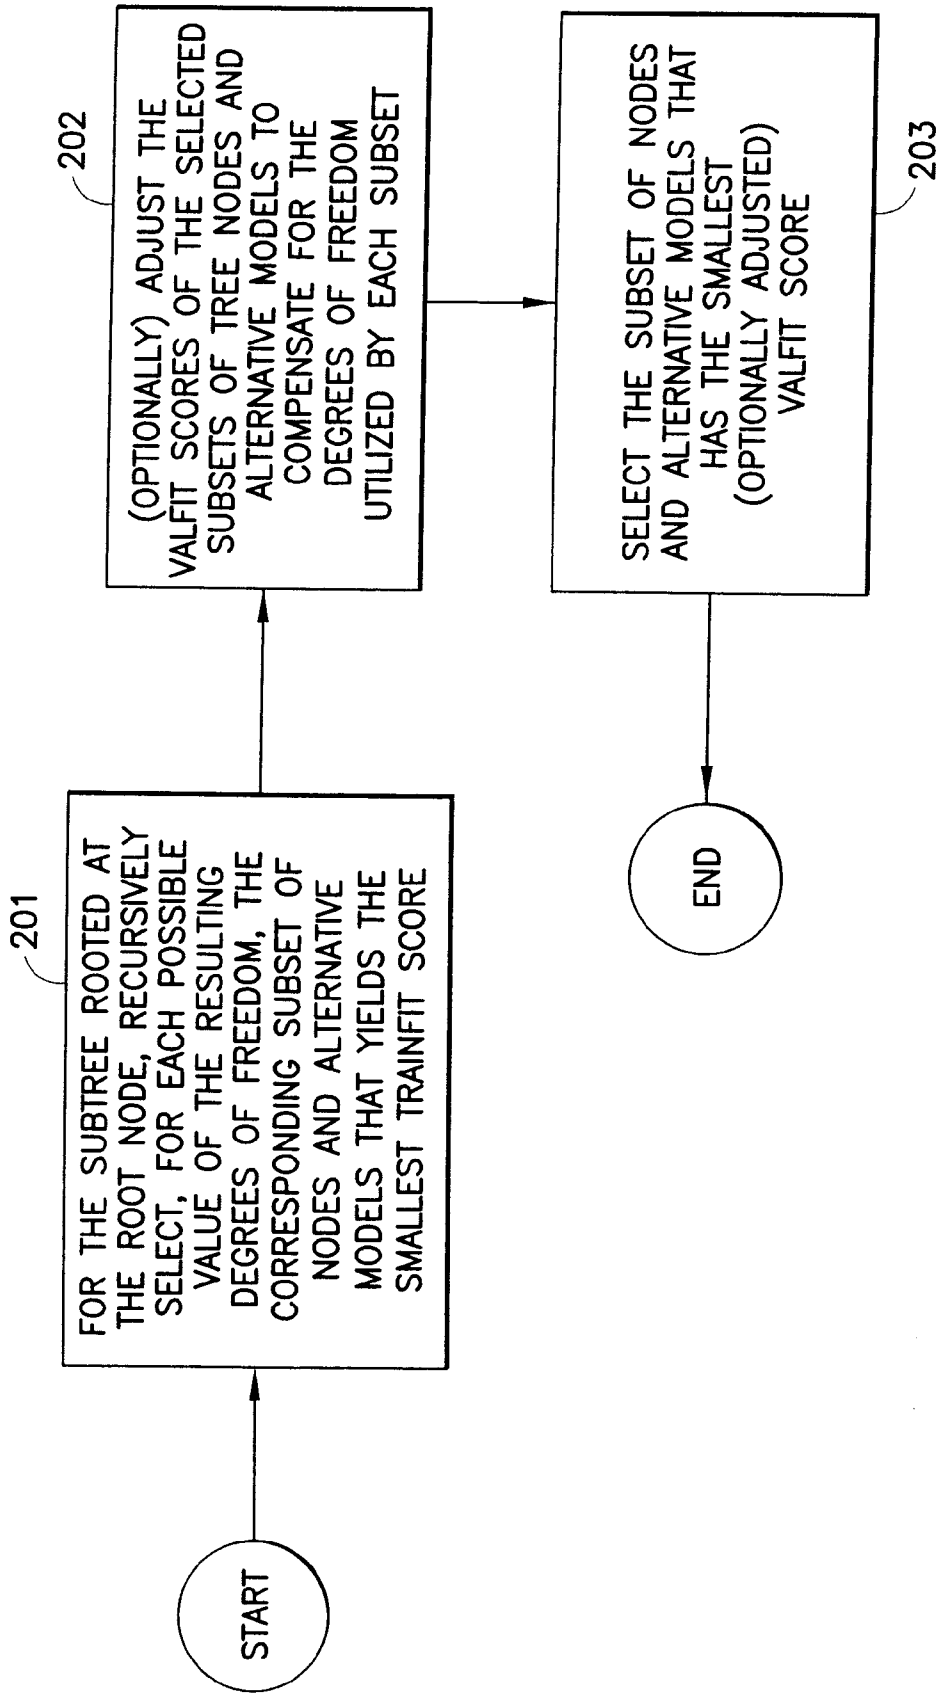 START
201
FOR THE SUBTREE ROOTED AT
THE ROOT NODE, RECURSIVELY
SELECT, FOR EACH POSSIBLE
VALUE OF THE RESULTING
DEGREES OF FREEDOM, THE
CORRESPONDING SUBSET OF
NODES AND ALTERNATIVE
MODELS THAT YIELDS THE
SMALLEST TRAINFIT SCORE
202
(OPTIONALLY) ADJUST THE
VALFIT SCORES OF THE SELECTED
SUBSETS OF TREE NODES AND
ALTERNATIVE MODELS TO
COMPENSATE FOR THE
DEGREES OF FREEDOM
UTILIZED BY EACH SUBSET
SELECT THE SUBSET OF NODES
AND ALTERNATIVE MODELS THAT
HAS THE SMALLEST
(OPTIONALLY ADJUSTED)
VALFIT SCORE
203
END